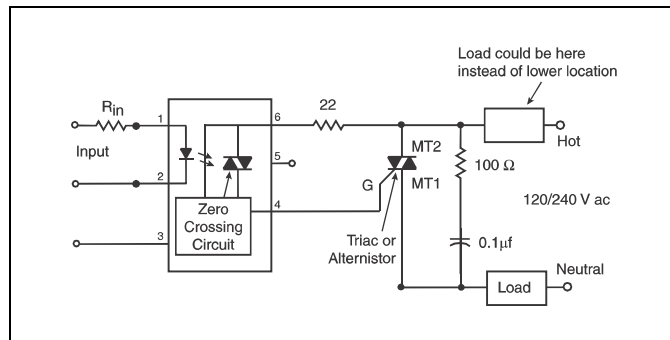 Load could be here
instead of lower location
Rin
1
6
22
Hot
Input
5
MT2
100 Ω
2
G
MT1
120/240 V ac
Zero
Crossing
Circuit
4
Triac or
Alternistor
3
0.1µf
Neutral
Load